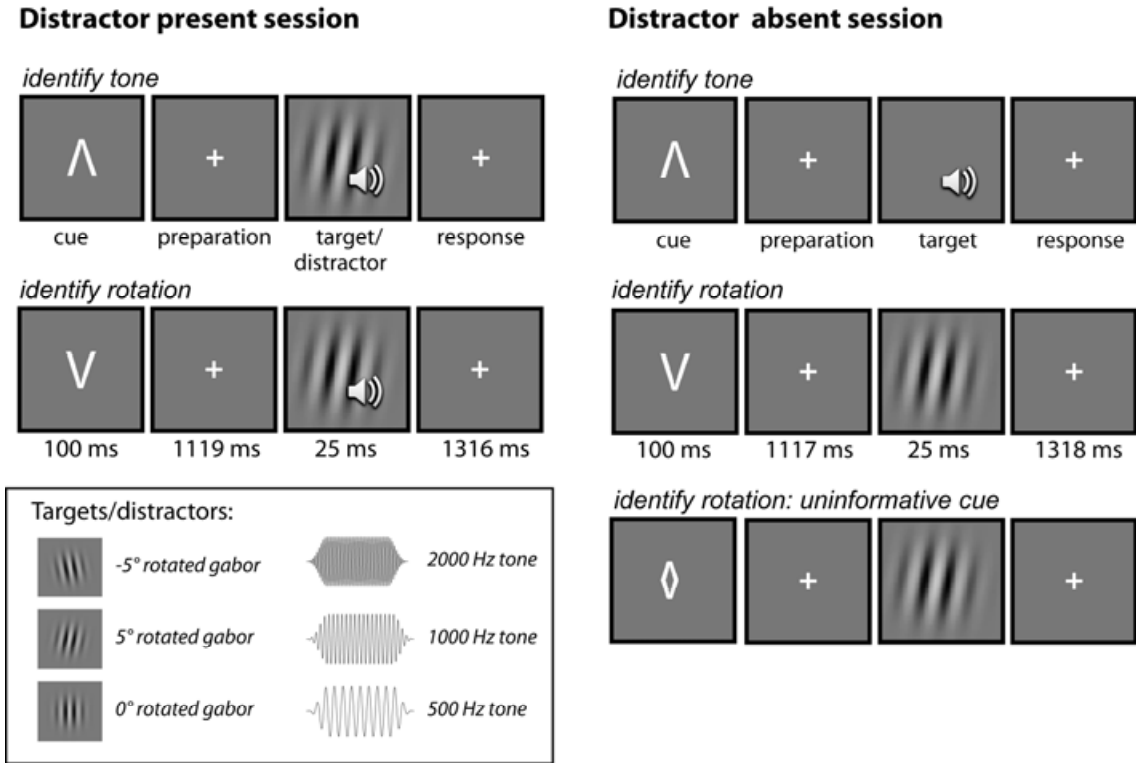 Distractor present session
identify tone
cue
preparation
target/
distractor
response
identify rotation
100 ms
1119 ms
25 ms
1316 ms
Targets/distractors:
-5° rotated gabor
2000 Hz tone
5° rotated gabor
1000 Hz tone
0° rotated gabor
500 Hz tone
Distractor absent session
identify tone
cue
preparation
target
response
identify rotation
100 ms
1117 ms
25 ms
1318 ms
identify rotation: uninformative cue